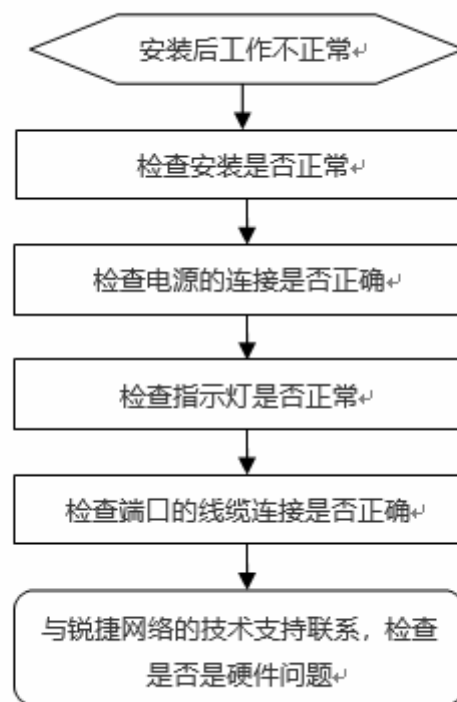 安装后工作不正常↵
检查安装是否正常↵
检查电源的连接是否正确↵
检查指示灯是否正常↵
检查端口的线缆连接是否正确↵
与锐捷网络的技术支持联系，检查
是否是硬件问题↵